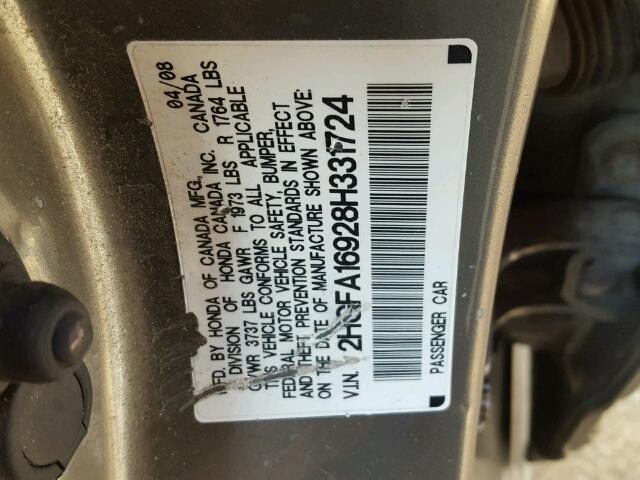 MFD. BY HONDA OF CANADA MFG., 04/08
DIVISION OF HONDA CANADA INC. CANADA
GVWR 3737 LBS GAWR F 1973 LBS R 1764 LBS
THIS VEHICLE CONFORMS TO ALL APPLICABLE
FEDERAL MOTOR VEHICLE SAFETY, BUMPER,
AND THEFT PREVENTION STANDARDS IN EFFECT
ON THE DATE OF MANUFACTURE SHOWN ABOVE.
V.I.N. 2HGFA16928H331724
PASSENGER CAR